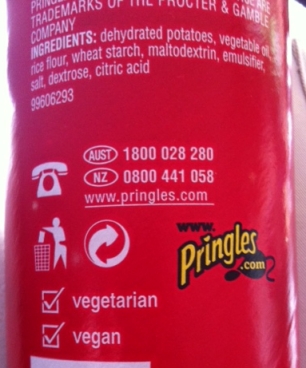 TRADEMARKS OF THE PROCTER & GAMBLE
COMPANY
INGREDIENTS: dehydrated potatoes, vegetable oil,
rice flour, wheat starch, maltodextrin, emulsifier,
salt, dextrose, citric acid
99606293
AUST 1800 028 280
NZ 0800 441 058
www.pringles.com
www.
Pringles
.com
vegetarian
vegan